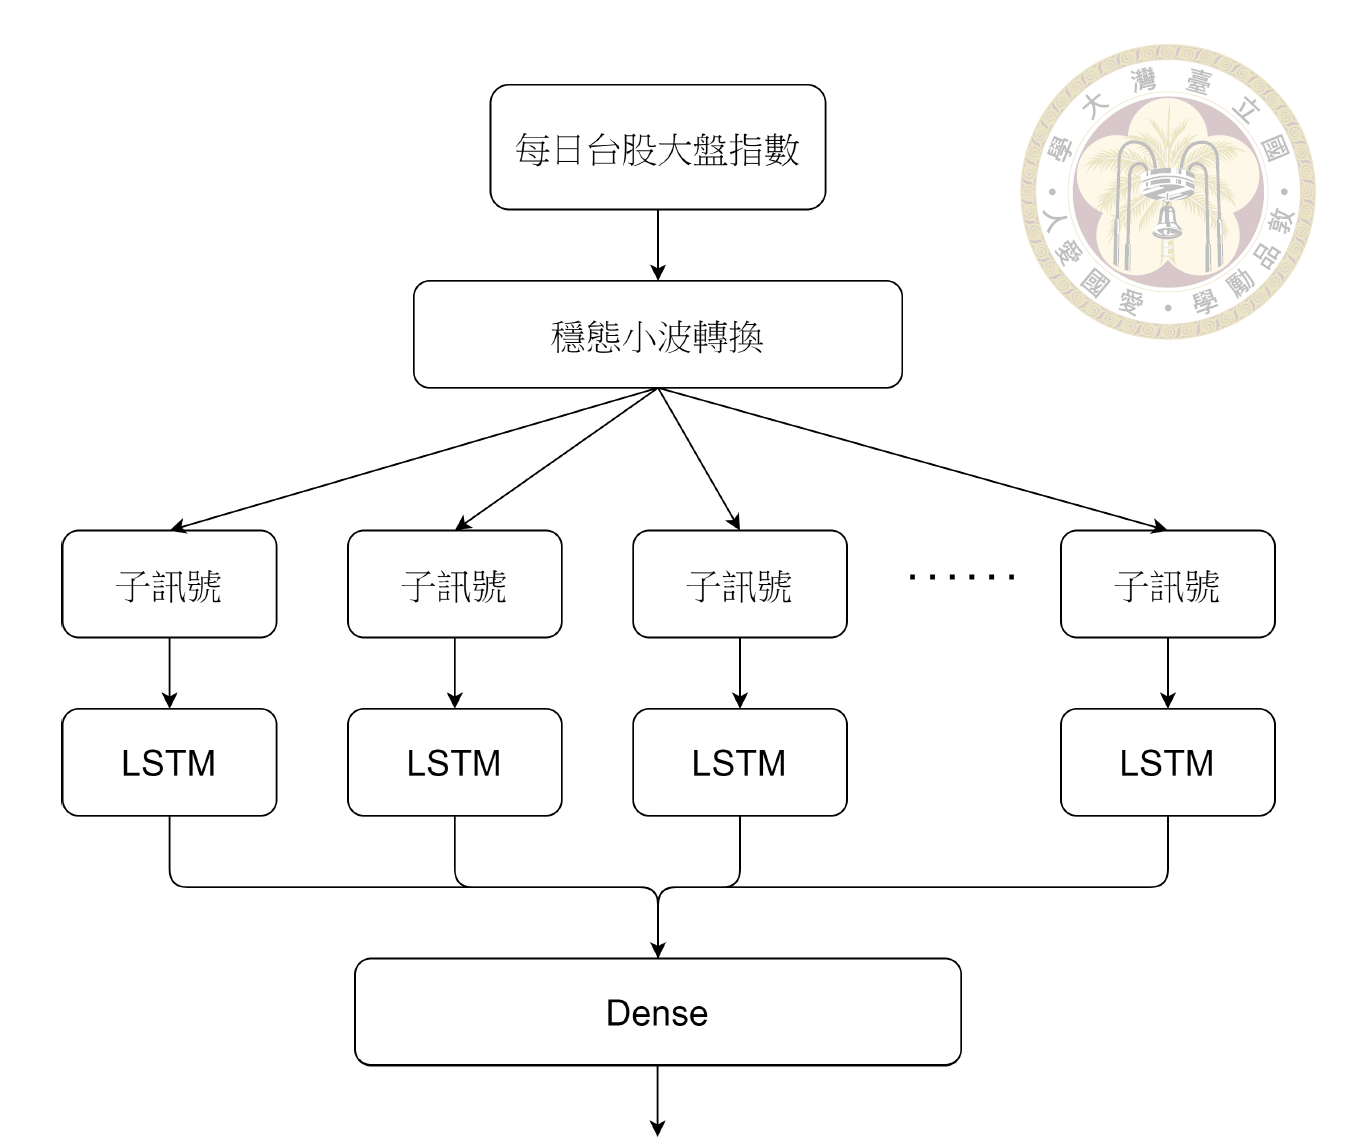 國立臺灣大學
敦品勵學・愛國愛人
每日台股大盤指數
穩態小波轉換
子訊號 子訊號 子訊號 ...... 子訊號
LSTM LSTM LSTM LSTM
Dense